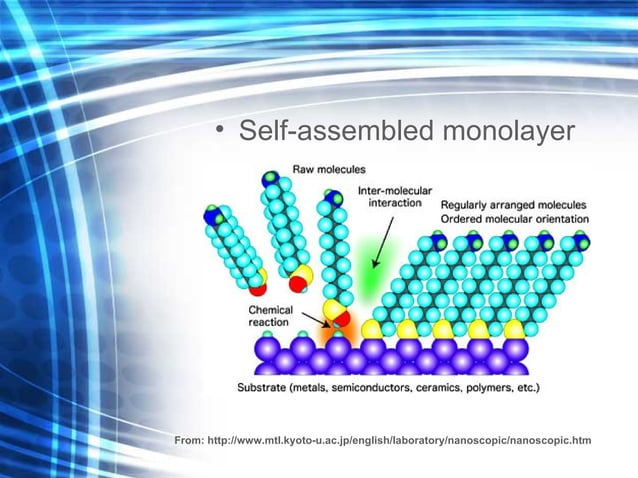 • Self-assembled monolayer
Raw molecules
Inter-molecular
interaction
Regularly arranged molecules
Ordered molecular orientation
Chemical
reaction
Substrate (metals, semiconductors, ceramics, polymers, etc.)
From: http://www.mtl.kyoto-u.ac.jp/english/laboratory/nanoscopic/nanoscopic.htm